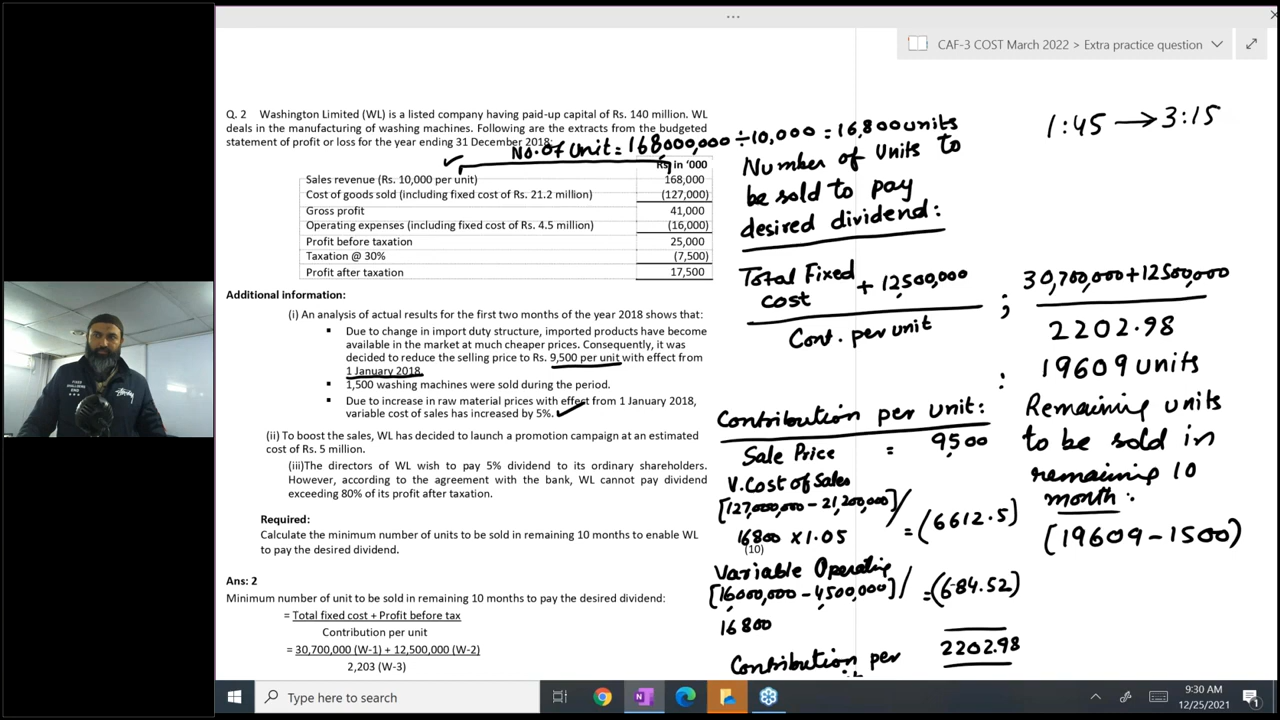 CAF-3 COST March 2022 > Extra practice question
Q. 2 Washington Limited (WL) is a listed company having paid-up capital of Rs. 140 million. WL
deals in the manufacturing of washing machines. Following are the extracts from the budgeted
statement of profit or loss for the year ending 31 December 2018:
No. of Unit = 168000,000 ÷ 10,000 = 16,800 units
Rs. in '000
Sales revenue (Rs. 10,000 per unit) 168,000
Cost of goods sold (including fixed cost of Rs. 21.2 million) (127,000)
Gross profit 41,000
Operating expenses (including fixed cost of Rs. 4.5 million) (16,000)
Profit before taxation 25,000
Taxation @ 30% (7,500)
Profit after taxation 17,500
Additional information:
(i) An analysis of actual results for the first two months of the year 2018 shows that:
▪ Due to change in import duty structure, imported products have become
available in the market at much cheaper prices. Consequently, it was
decided to reduce the selling price to Rs. 9,500 per unit with effect from
1 January 2018.
▪ 1,500 washing machines were sold during the period.
▪ Due to increase in raw material prices with effect from 1 January 2018,
variable cost of sales has increased by 5%.
(ii) To boost the sales, WL has decided to launch a promotion campaign at an estimated
cost of Rs. 5 million.
(iii)The directors of WL wish to pay 5% dividend to its ordinary shareholders.
However, according to the agreement with the bank, WL cannot pay dividend
exceeding 80% of its profit after taxation.
Required:
Calculate the minimum number of units to be sold in remaining 10 months to enable WL
to pay the desired dividend.
(10)
Ans: 2
Minimum number of unit to be sold in remaining 10 months to pay the desired dividend:
= Total fixed cost + Profit before tax
Contribution per unit
= 30,700,000 (W-1) + 12,500,000 (W-2)
2,203 (W-3)
Number of Units to
be sold to pay
desired dividend:
Total Fixed cost + 12,500,000
Cont. per unit
Contribution per unit:
Sale Price = 9500
V. Cost of Sales
[127,000,000 - 21,200,000] /
16800 × 1.05 = (6612.5)
Variable Operating
[16000,000 - 4500,000] / = (684.52)
16800
Contribution per 2202.98
1:45 → 3:15
; 30,700,000 + 12500,000
2202.98
: 19609 units
Remaining units
to be sold in
remaining 10
month:
[19609 - 1500)
Type here to search
9:30 AM
12/25/2021